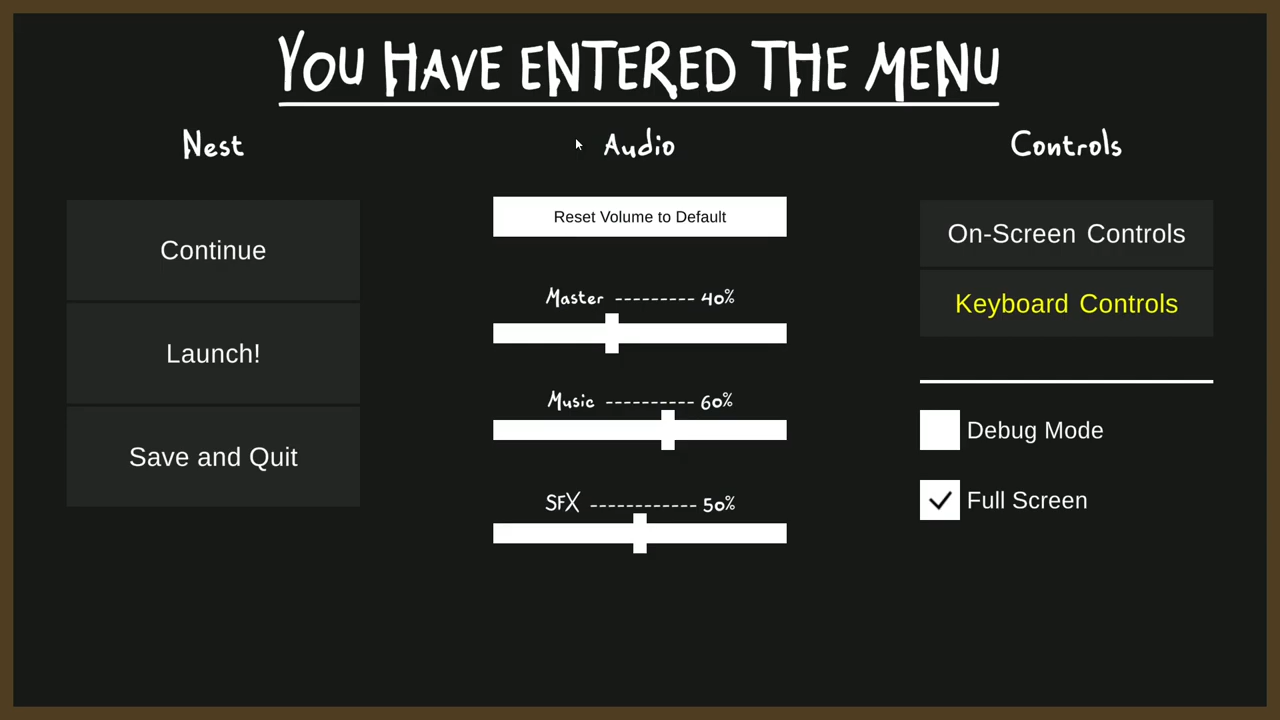 You Have Entered The Menu
Nest
Continue
Launch!
Save and Quit
Audio
Reset Volume to Default
Master --------- 40%
Music ---------- 60%
SFX ------------ 50%
Controls
On-Screen Controls
Keyboard Controls
Debug Mode
Full Screen